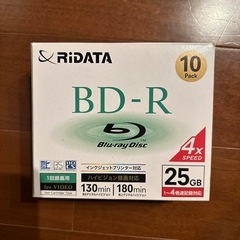 RiDATA
10
Pack
BD-R
Blu-ray Disc
4x
SPEED
インクジェットプリンター対応
1回録画用
for VIDEO
ハイビジョン録画対応
130min
180min
25GB
1〜4倍速記録対応